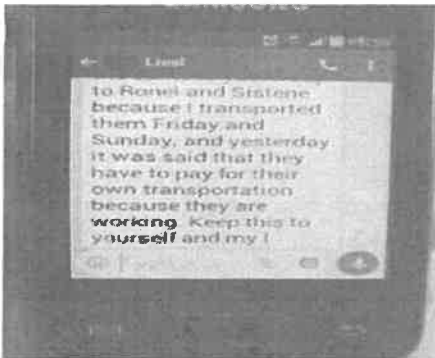 to Ronel and Sistene
because I transported
them Friday and
Sunday, and yesterday
it was said that they
have to pay for their
own transportation
because they are
working. Keep this to
yourself and my I